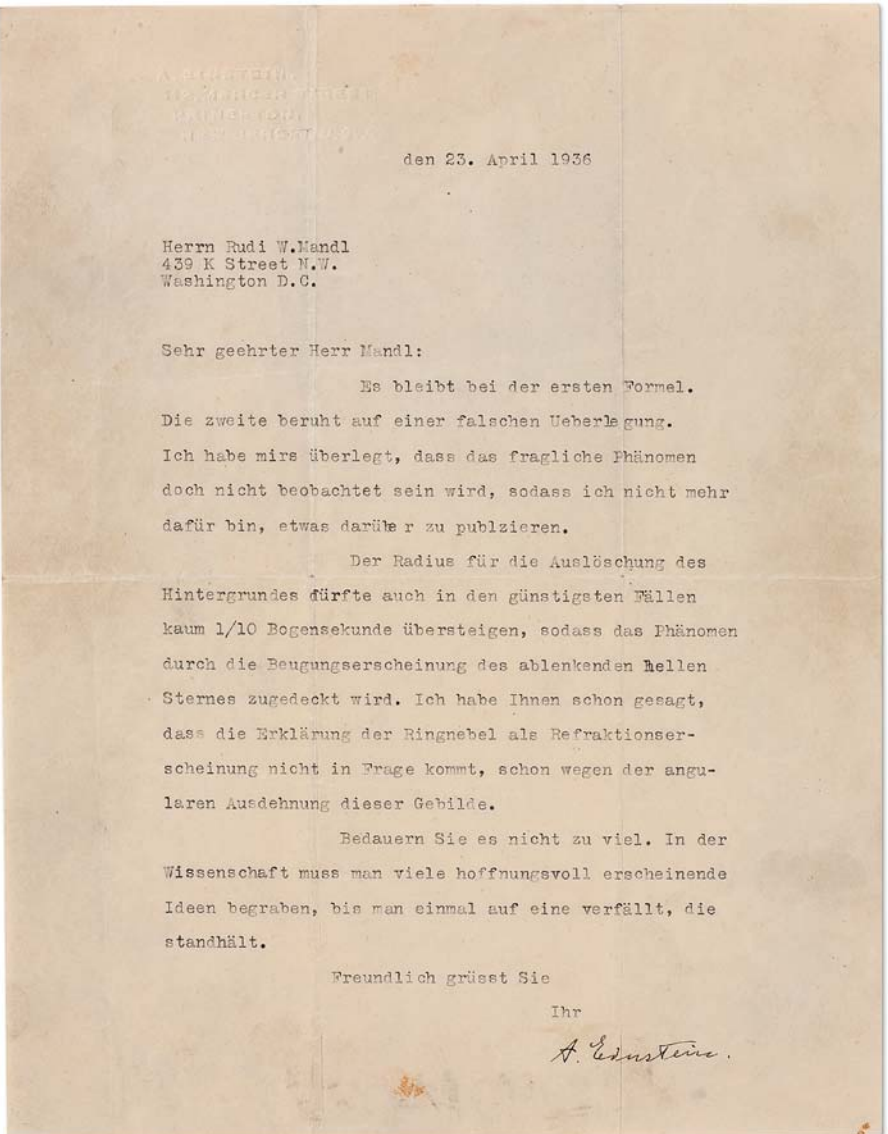 A. EINSTEIN.
112 MERCER STREET
PRINCETON,
NEW JERSEY, U.S.A.
den 23. April 1936
Herrn Rudi W.Mandl
439 K Street N.W.
Washington D.C.
Sehr geehrter Herr Mandl:
Es bleibt bei der ersten Formel.
Die zweite beruht auf einer falschen Ueberlegung.
Ich habe mirs überlegt, dass das fragliche Phänomen
doch nicht beobachtet sein wird, sodass ich nicht mehr
dafür bin, etwas darüber zu publzieren.
Der Radius für die Auslöschung des
Hintergrundes dürfte auch in den günstigsten Fällen
kaum 1/10 Bogensekunde übersteigen, sodass das Phänomen
durch die Beugungserscheinung des ablenkenden hellen
Sternes zugedeckt wird. Ich habe Ihnen schon gesagt,
dass die Erklärung der Ringnebel als Refraktionser-
scheinung nicht in Frage kommt, schon wegen der angu-
laren Ausdehnung dieser Gebilde.
Bedauern Sie es nicht zu viel. In der
Wissenschaft muss man viele hoffnungsvoll erscheinende
Ideen begraben, bis man einmal auf eine verfällt, die
standhält.
Freundlich grüsst Sie
Ihr
A. Einstein.